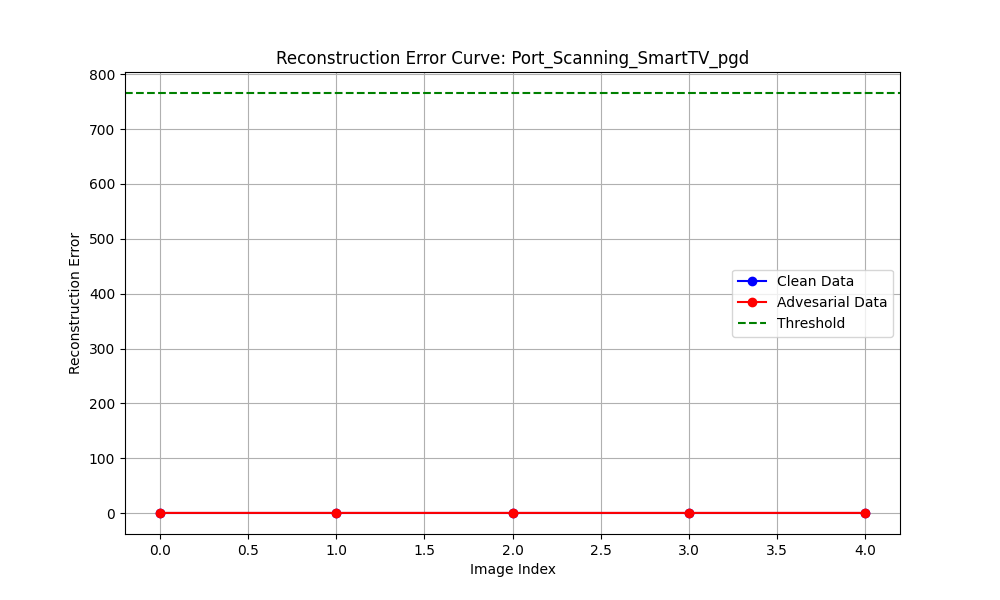 Reconstruction Error Curve: Port_Scanning_SmartTV_pgd
800
700
600
500
400
300
200
100
0
Reconstruction Error
Clean Data
Advesarial Data
Threshold
0.0 0.5 1.0 1.5 2.0 2.5 3.0 3.5 4.0
Image Index